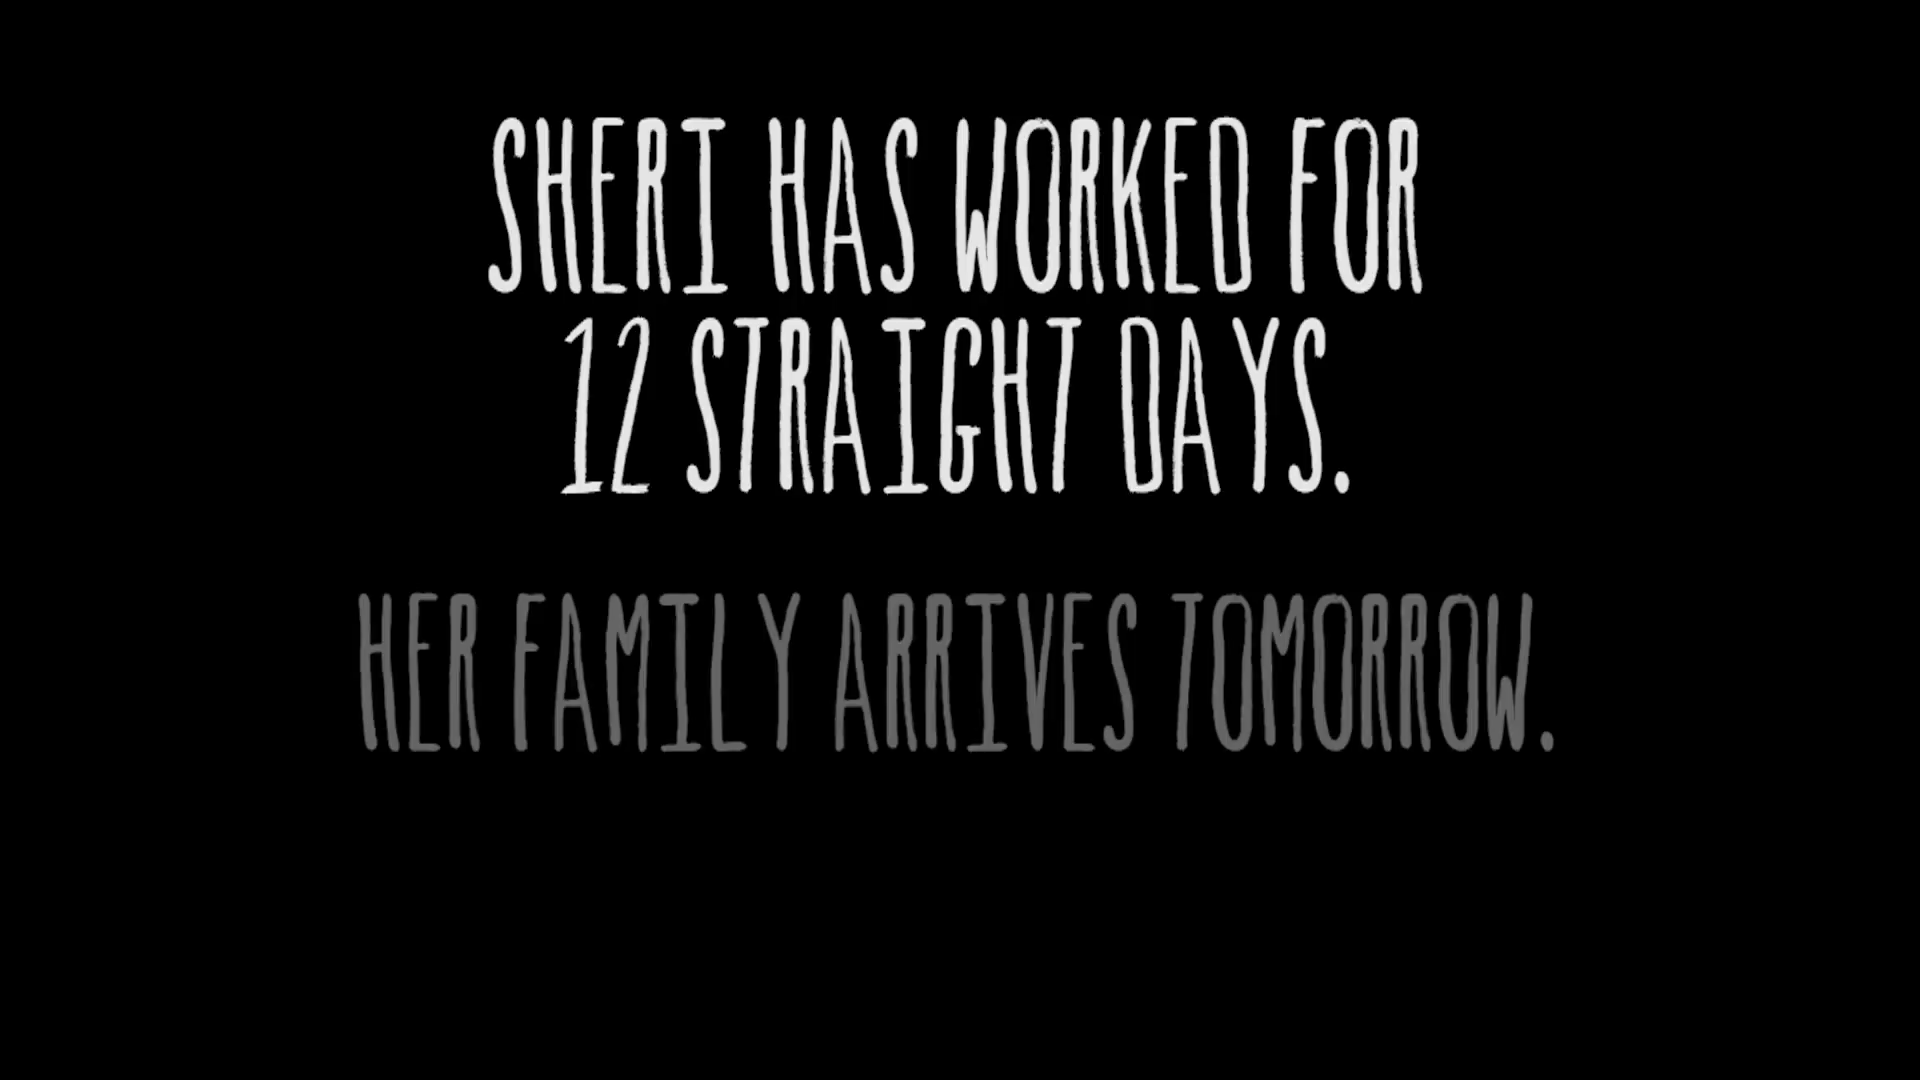 SHERI HAS WORKED FOR
12 STRAIGHT DAYS.
HER FAMILY ARRIVES TOMORROW.